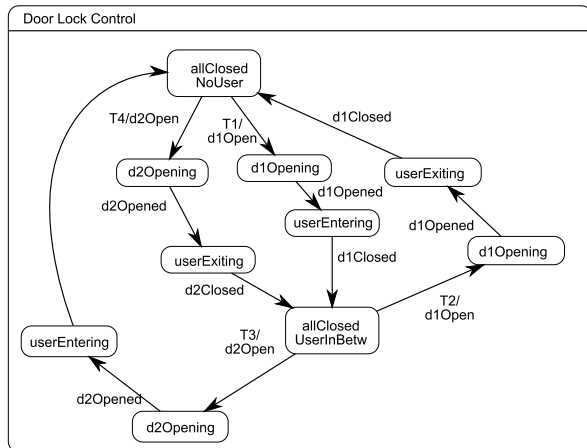 Door Lock Control
allClosed
NoUser
T4/d2Open
T1/
d1Open
d1Closed
d2Opening
d1Opening
userExiting
d2Opened
d1Opened
userEntering
d1Opened
userExiting
d1Closed
d1Opening
d2Closed
allClosed
UserInBetw
T2/
d1Open
T3/
d2Open
userEntering
d2Opened
d2Opening